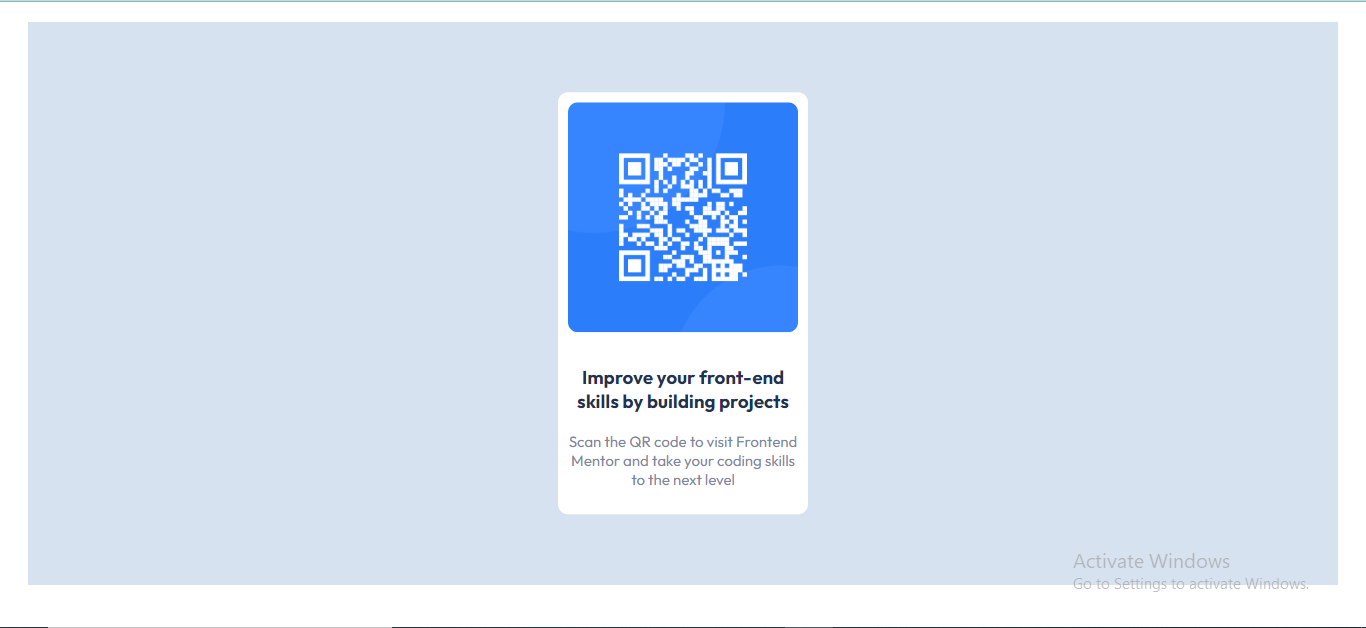 Improve your front-end
skills by building projects
Scan the QR code to visit Frontend
Mentor and take your coding skills
to the next level
Activate Windows
Go to Settings to activate Windows.